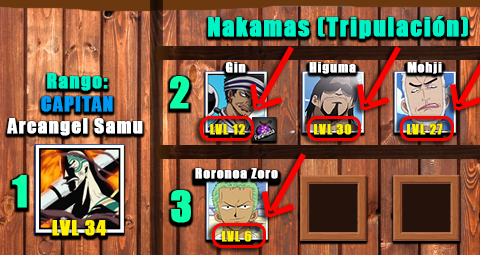 Nakamas (Tripulación)
Gin
Higuma
Mohji
Rango:
CAPITAN
Arcangel Samu
2
LVL 12
LVL 30
LVL 27
Roronoa Zoro
1
3
LVL 34
LVL 6